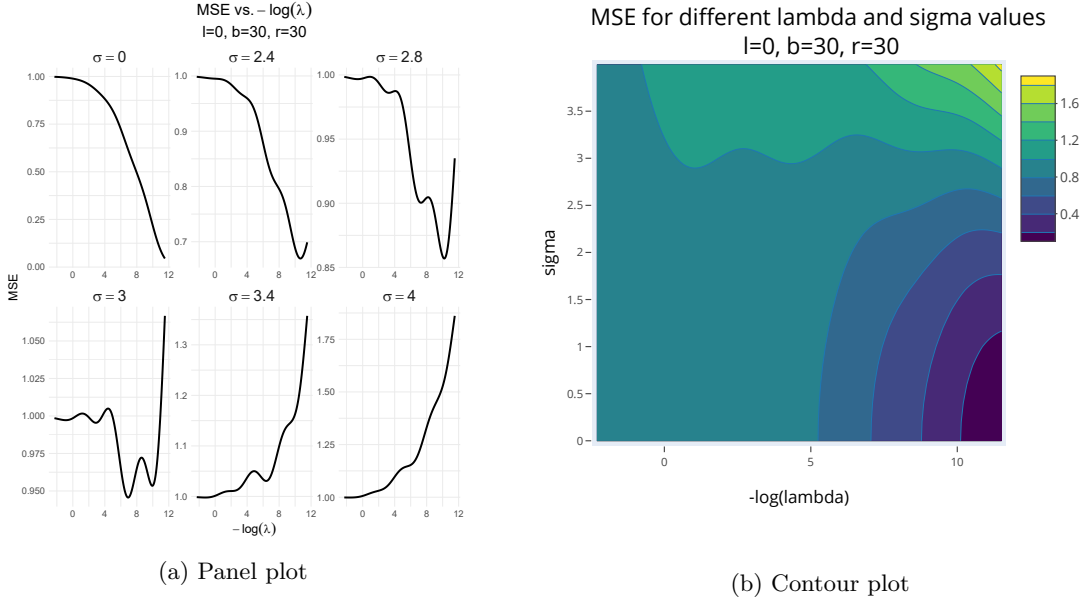 MSE vs. − log(λ)
l=0, b=30, r=30
σ = 0
σ = 2.4
σ = 2.8
1.00
0.75
0.50
0.25
0.00
0 4 8 12
1.0
0.9
0.8
0.7
0 4 8 12
1.00
0.95
0.90
0.85
0 4 8 12
MSE
σ = 3
σ = 3.4
σ = 4
1.050
1.025
1.000
0.975
0.950
0 4 8 12
1.3
1.2
1.1
1.0
0 4 8 12
1.75
1.50
1.25
1.00
0 4 8 12
− log(λ)
(a) Panel plot
MSE for different lambda and sigma values
l=0, b=30, r=30
sigma
3.5
3
2.5
2
1.5
1
0.5
0
0 5 10
-log(lambda)
1.6
1.2
0.8
0.4
(b) Contour plot